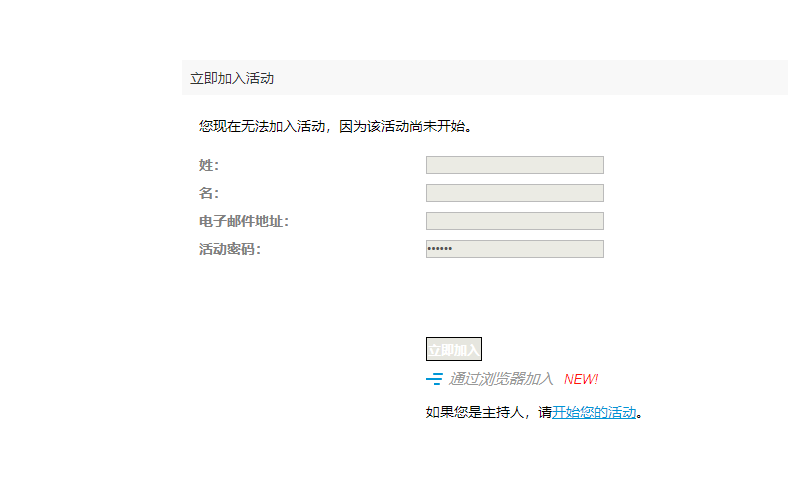 立即加入活动
您现在无法加入活动，因为该活动尚未开始。
姓：
名：
电子邮件地址：
活动密码： ••••••
立即加入
通过浏览器加入 NEW!
如果您是主持人，请开始您的活动。